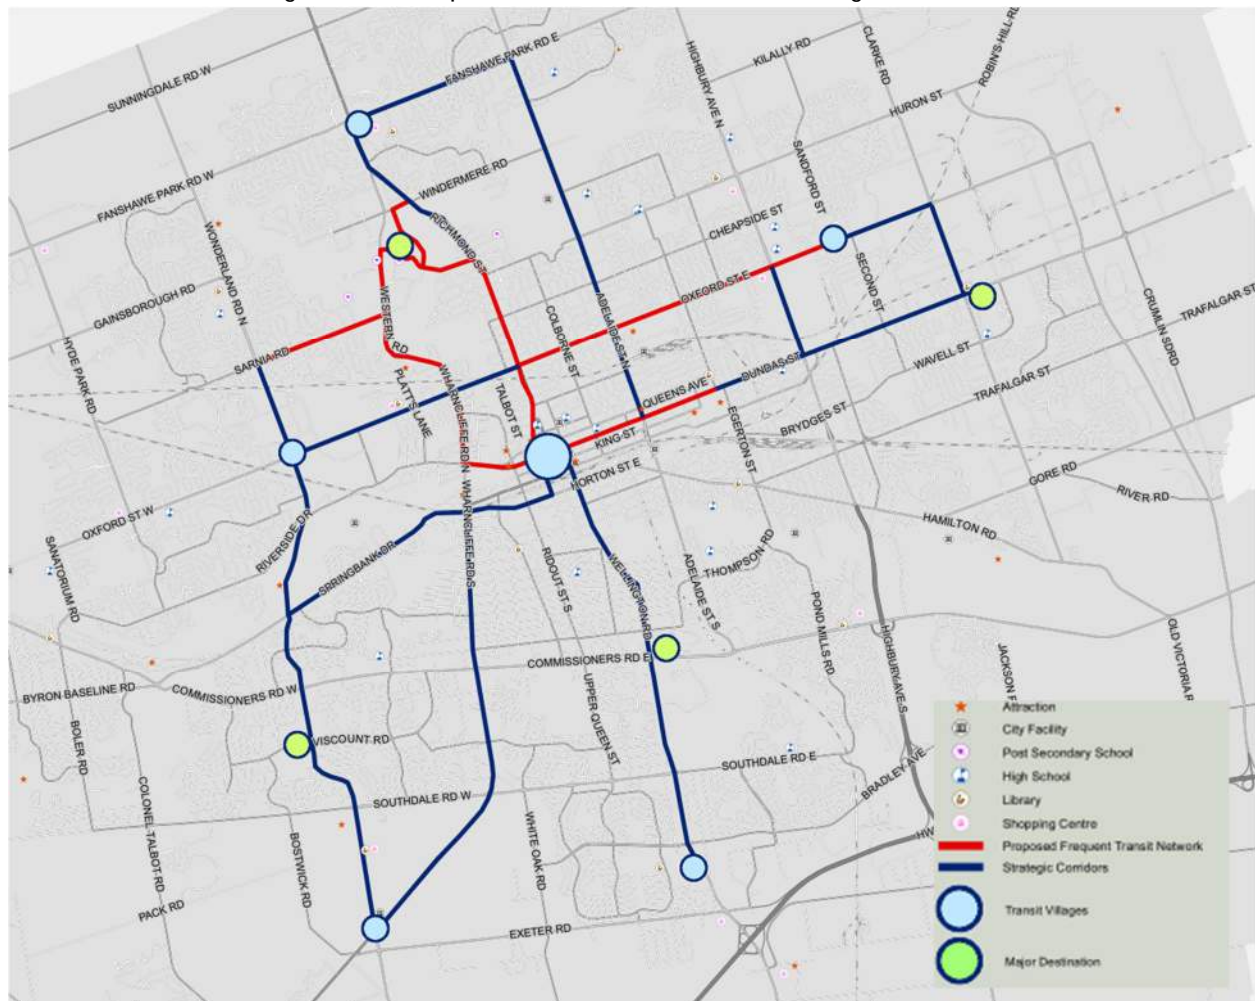 FANSHAWE PARK RD E
SUNNINGDALE RD W
KILALLY RD
CLARKE RD
ROBIN'S HILL RD
HIGHBURY AVE N
HURON ST
SANDFORD ST
WINDERMERE RD
FANSHAWE PARK RD W
WONDERLAND RD N
RICHMOND ST
CHEAPSIDE ST
SECOND ST
OXFORD ST E
GAINSBOROUGH RD
WESTERN RD
ADELAIDE ST N
COLBORNE ST
CRUMLIN SDRD
TRAFALGAR ST
HYDE PARK RD
SARNIA RD
PLATT'S LANE
WHARNCLIFFE RD N
TALBOT ST
QUEENS AVE
DUNDAS ST
WAVELL ST
TRAFALGAR ST
KING ST
EGERTON ST
BRYDGES ST
HORTON ST E
GORE RD
RIVER RD
OXFORD ST W
RIVERSIDE DR
SPRINGBANK DR
WHARNCLIFFE RD S
HAMILTON RD
SANATORIUM RD
RIDOUT ST S
WELLINGTON RD
ADELAIDE ST S
THOMPSON RD
POND MILLS RD
HIGHBURY AVE S
OLD VICTORIA R
JACKSON R
COMMISSIONERS RD E
BYRON BASELINE RD
COMMISSIONERS RD W
UPPER QUEEN ST
BOLER RD
VISCOUNT RD
SOUTHDALE RD E
BRADLEY AVE
SOUTHDALE RD W
COLONEL TALBOT RD
BOSTWICK RD
WHITE OAK RD
HW
PACK RD
EXETER RD
Attraction
City Facility
Post Secondary School
High School
Library
Shopping Centre
Proposed Frequent Transit Network
Strategic Corridors
Transit Villages
Major Destination